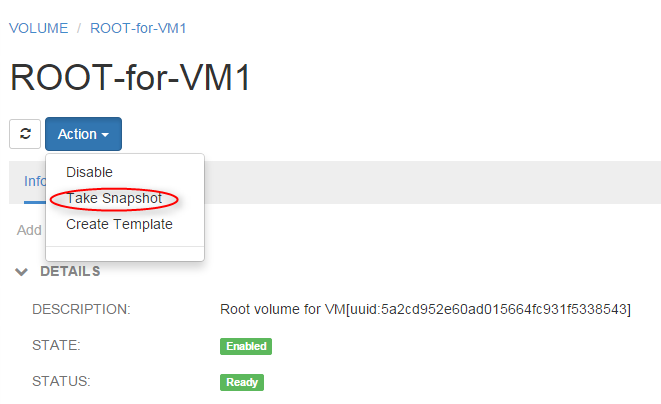 VOLUME / ROOT-for-VM1
ROOT-for-VM1
Action
Disable
Info
Take Snapshot
Create Template
Add
DETAILS
DESCRIPTION: Root volume for VM[uuid:5a2cd952e60ad015664fc931f5338543]
STATE: Enabled
STATUS: Ready